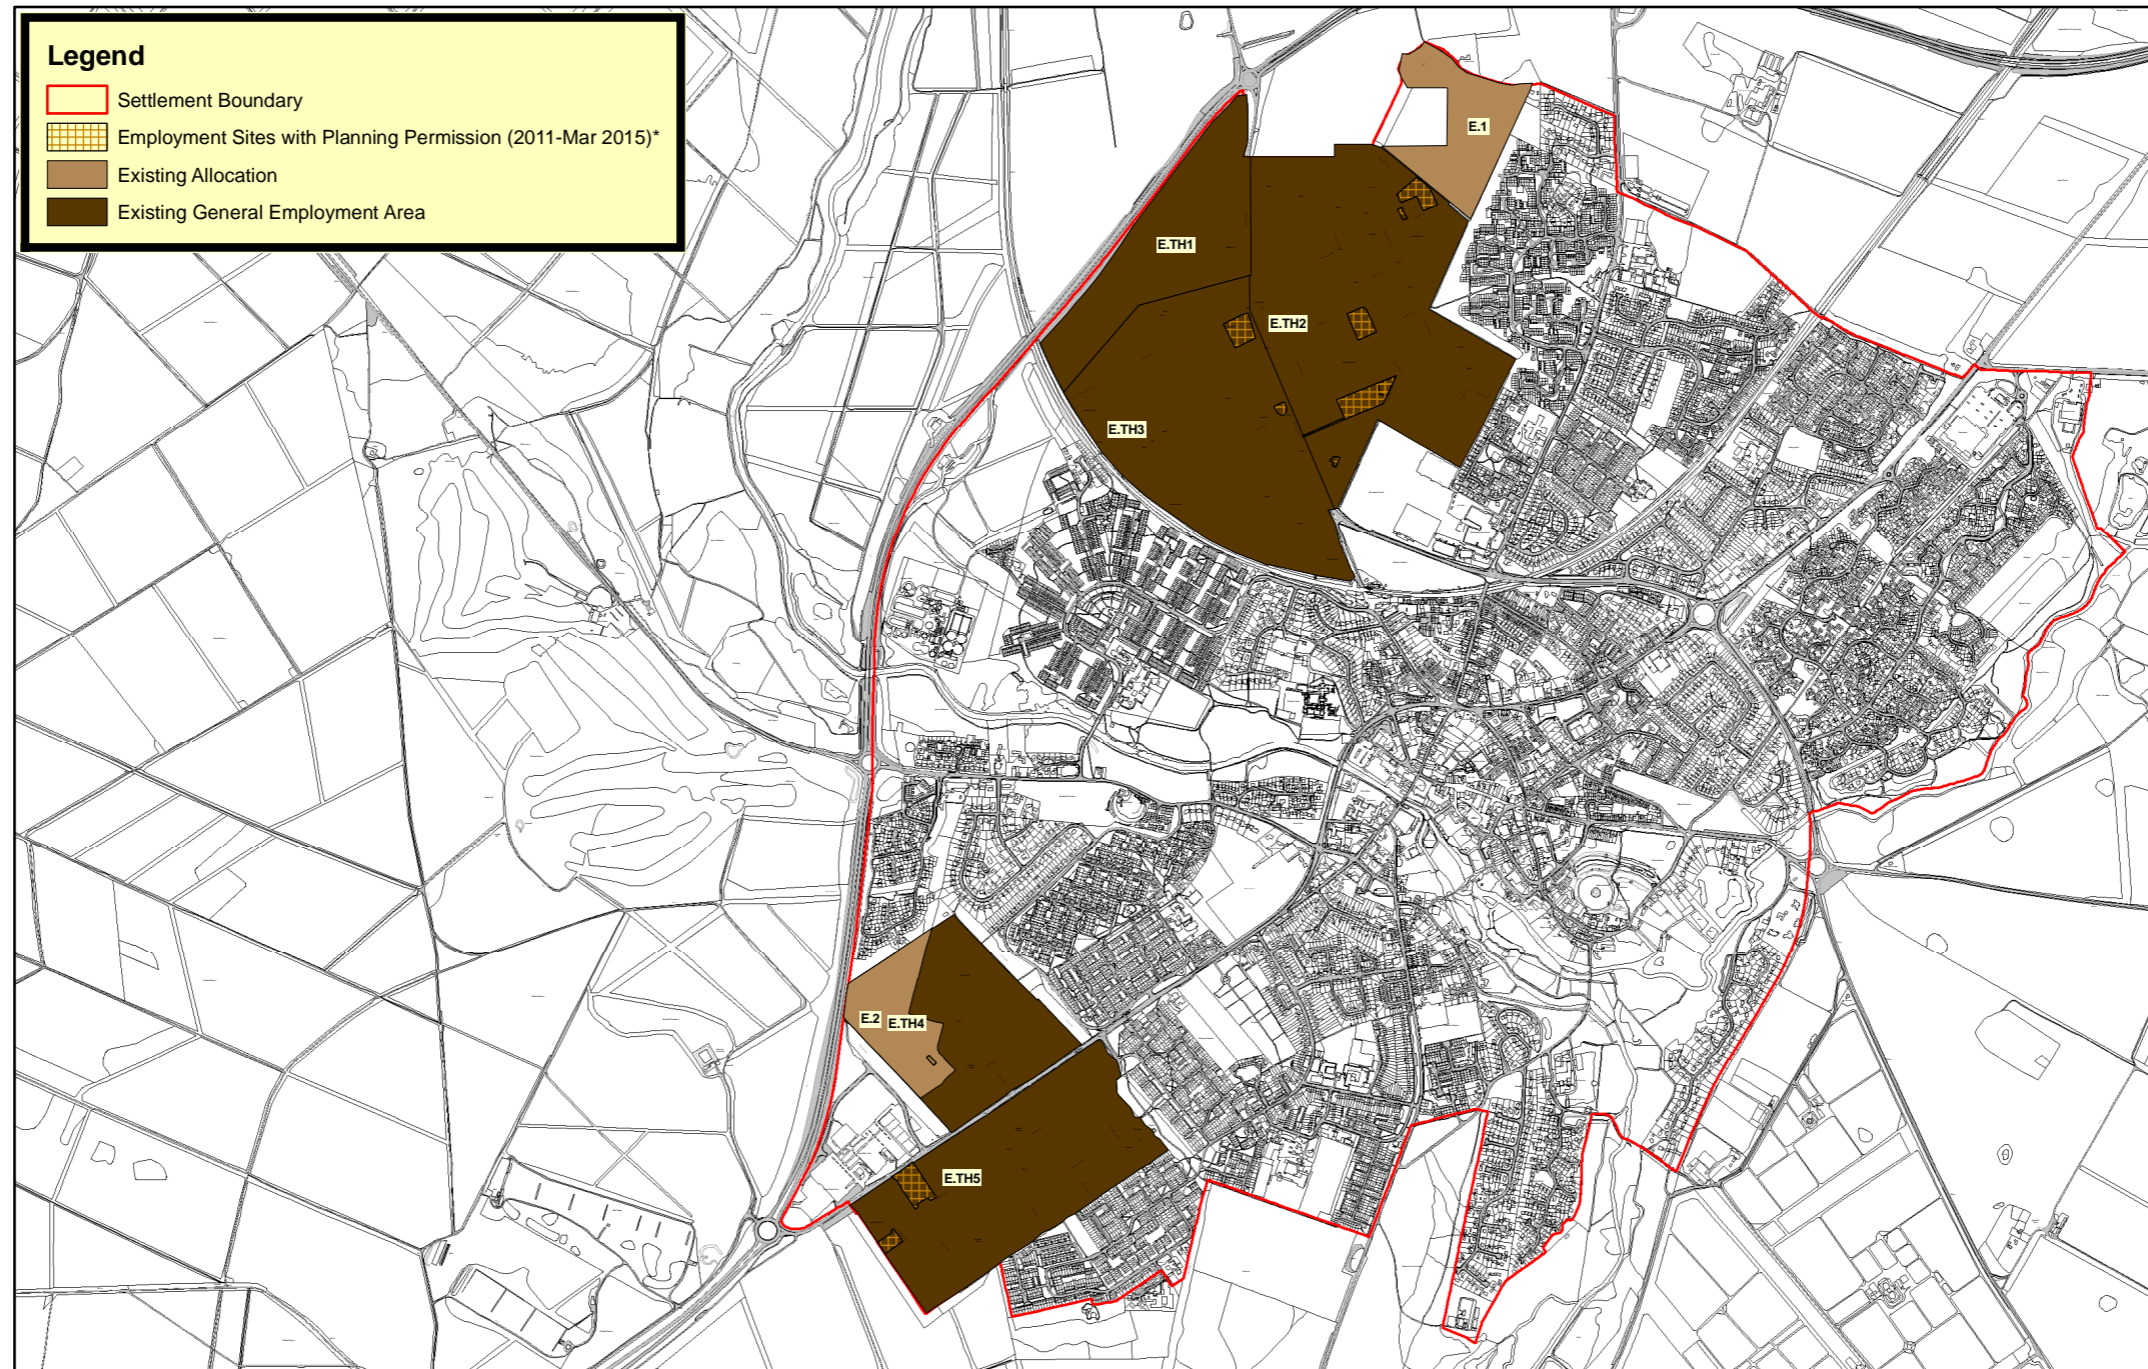 Legend
Settlement Boundary
Employment Sites with Planning Permission (2011-Mar 2015)*
Existing Allocation
Existing General Employment Area
E.1
E.TH1
E.TH2
E.TH3
E.2
E.TH4
E.TH5